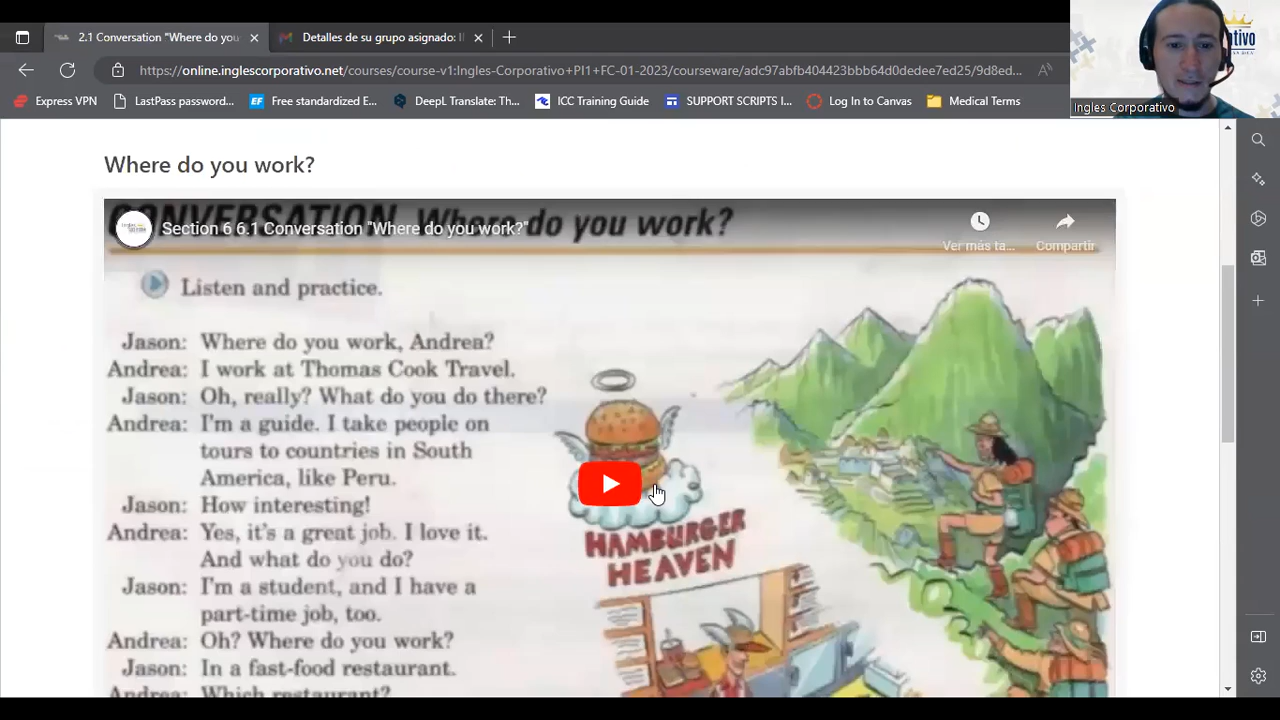 2.1 Conversation "Where do you
Detalles de su grupo asignado: I
https://online.inglescorporativo.net/courses/course-v1:Ingles-Corporativo+PI1+FC-01-2023/courseware/adc97abfb404423bbb64d0dedee7ed25/9d8ed...
Express VPN
LastPass password...
EF Free standardized E...
DeepL Translate: Th...
ICC Training Guide
SUPPORT SCRIPTS I...
Log In to Canvas
Medical Terms
Ingles Corporativo
Where do you work?
CONVERSATION Where do you work?
Section 6 6.1 Conversation "Where do you work?"
Ver más ta...
Compartir
Listen and practice.
Jason: Where do you work, Andrea?
Andrea: I work at Thomas Cook Travel.
Jason: Oh, really? What do you do there?
Andrea: I'm a guide. I take people on
tours to countries in South
America, like Peru.
Jason: How interesting!
Andrea: Yes, it's a great job. I love it.
And what do you do?
Jason: I'm a student, and I have a
part-time job, too.
Andrea: Oh? Where do you work?
Jason: In a fast-food restaurant.
Andrea: Which restaurant?
HAMBURGER
HEAVEN